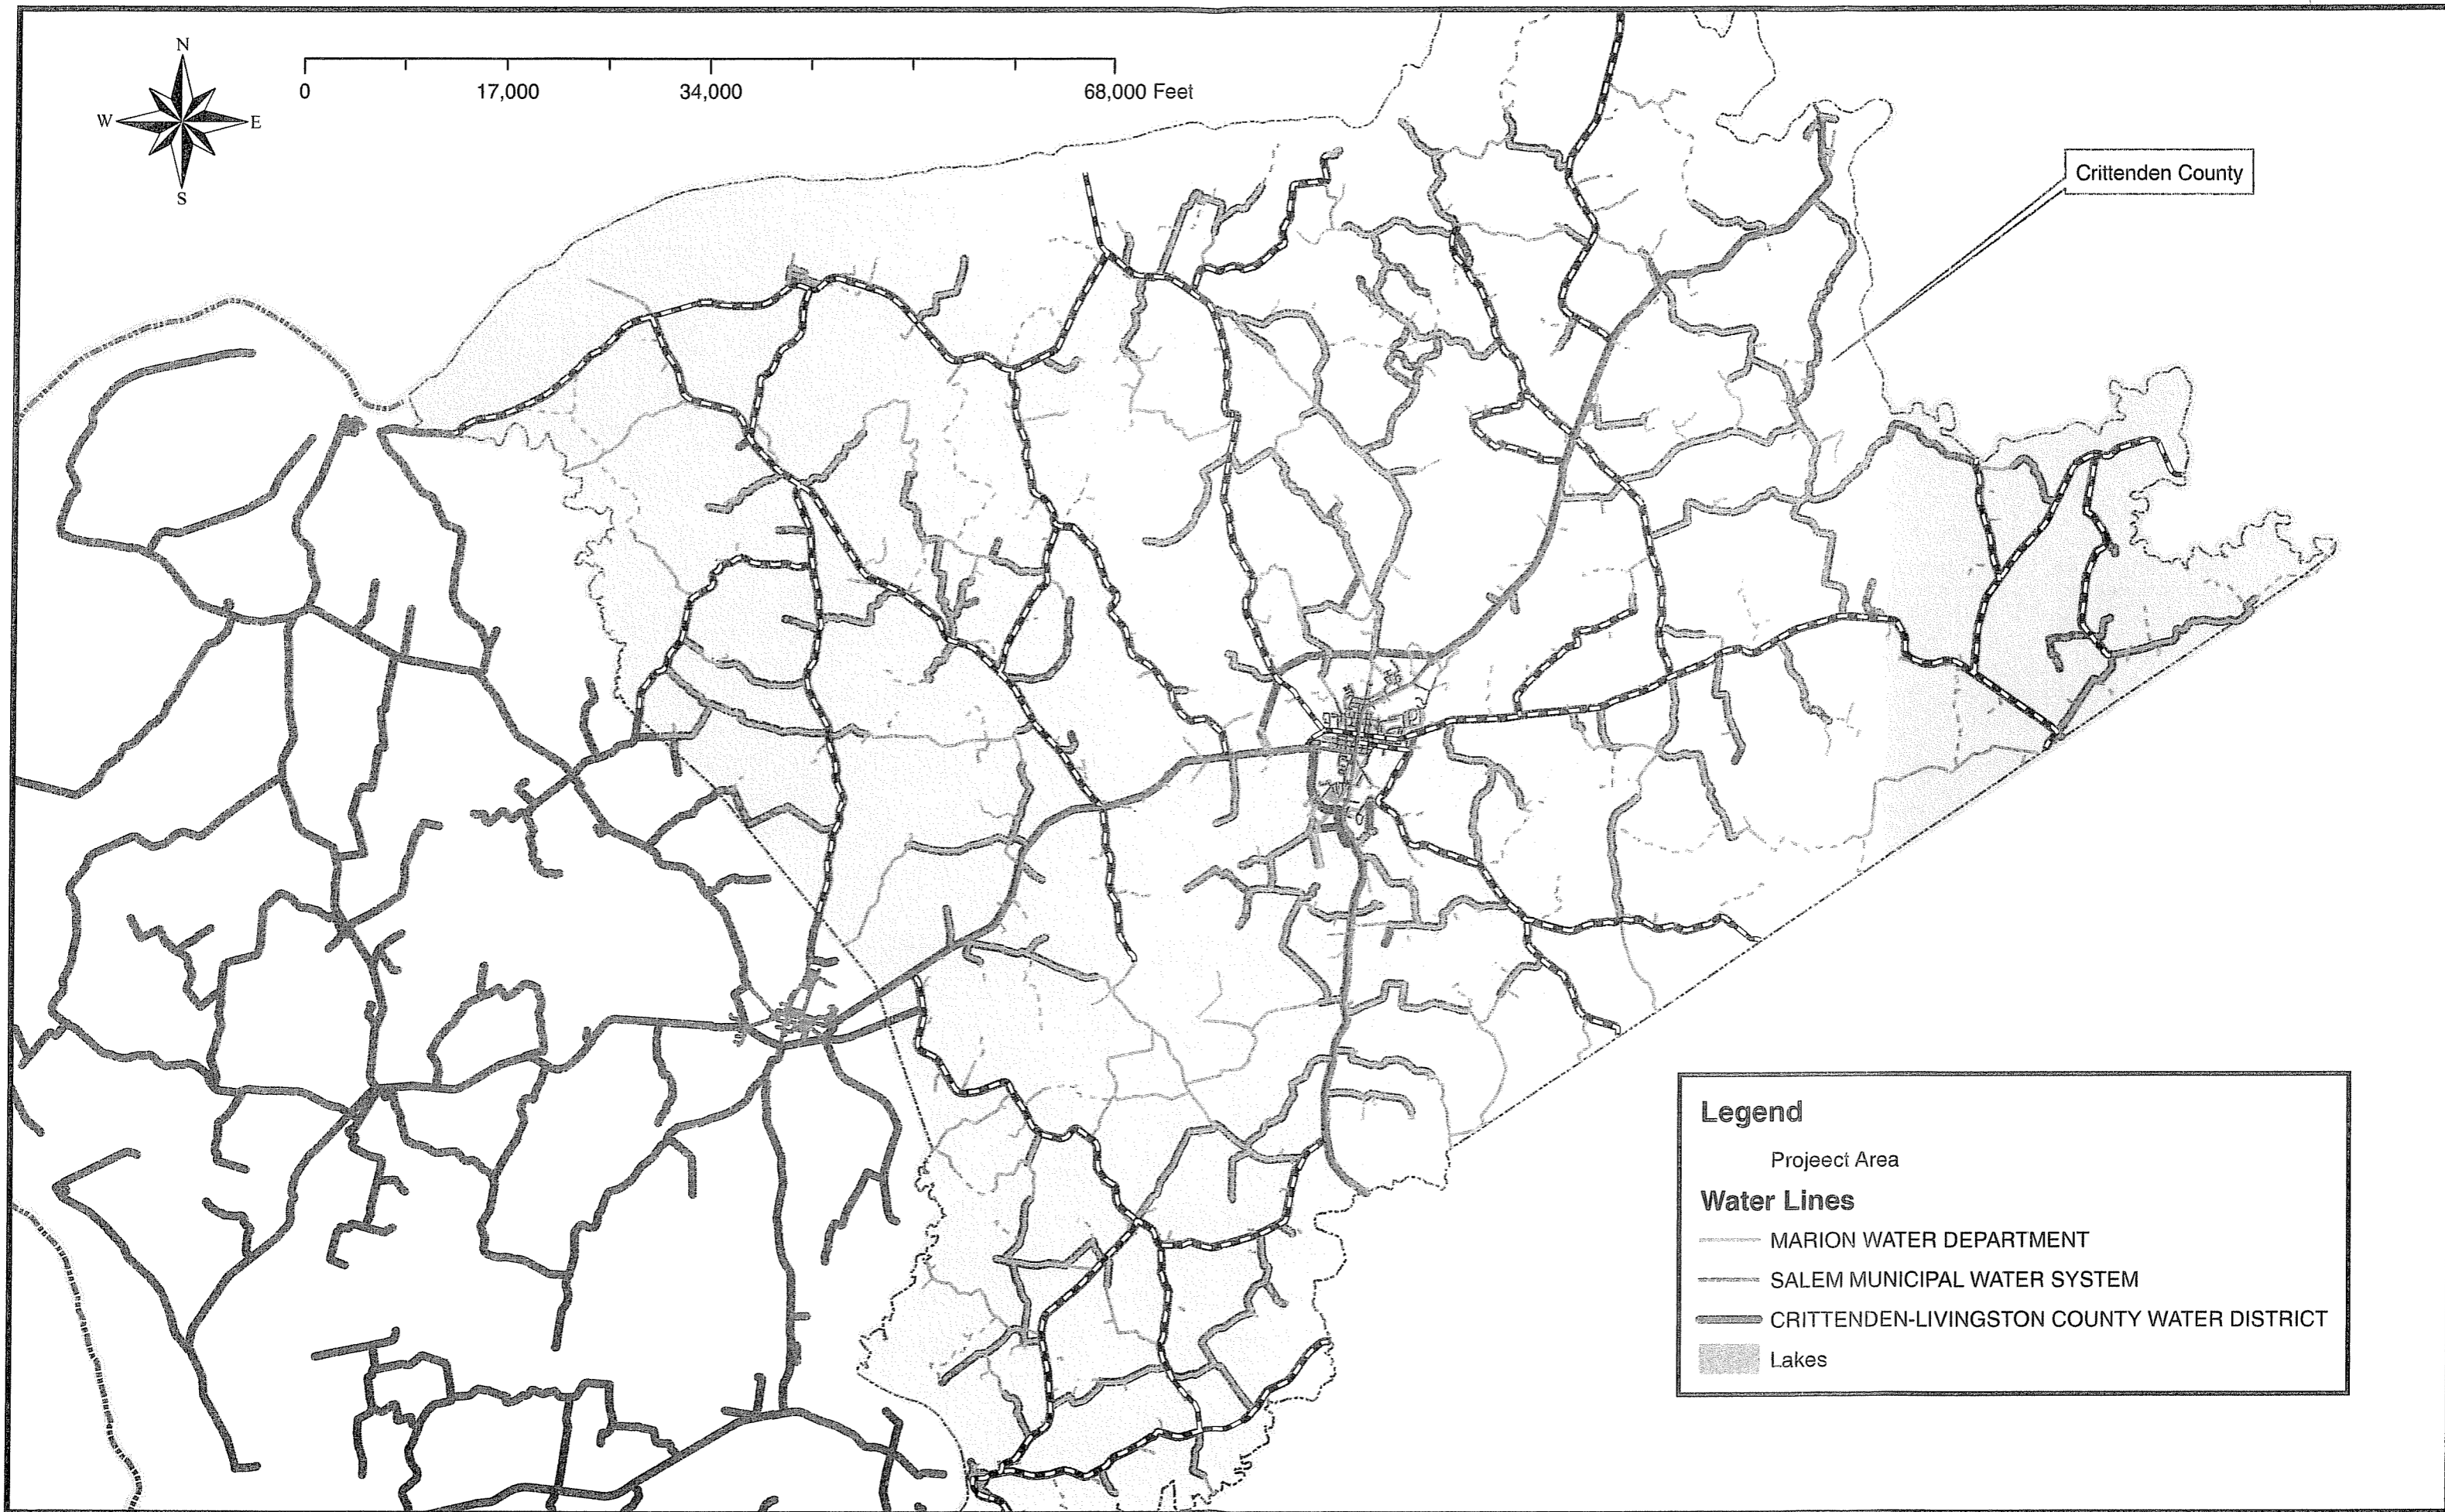 N
W E
S
0 17,000 34,000 68,000 Feet
Crittenden County
Legend
Projeect Area
Water Lines
MARION WATER DEPARTMENT
SALEM MUNICIPAL WATER SYSTEM
CRITTENDEN-LIVINGSTON COUNTY WATER DISTRICT
Lakes